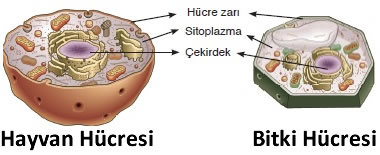 Hücre zarı
Sitoplazma
Çekirdek
Hayvan Hücresi
Bitki Hücresi